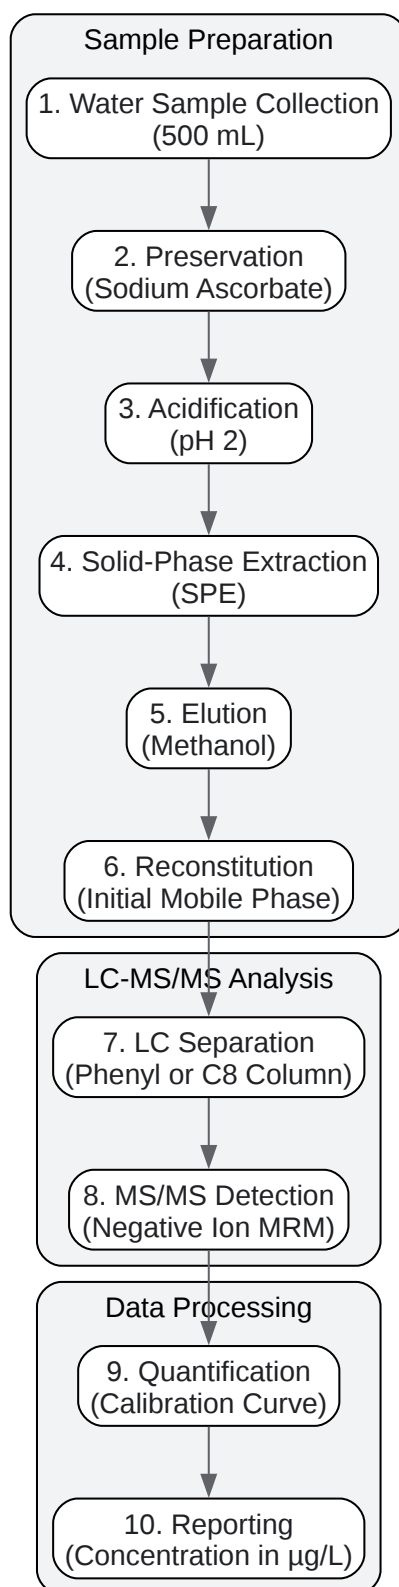 Sample Preparation
1. Water Sample Collection
(500 mL)
2. Preservation
(Sodium Ascorbate)
3. Acidification
(pH 2)
4. Solid-Phase Extraction
(SPE)
5. Elution
(Methanol)
6. Reconstitution
(Initial Mobile Phase)
LC-MS/MS Analysis
7. LC Separation
(Phenyl or C8 Column)
8. MS/MS Detection
(Negative Ion MRM)
Data Processing
9. Quantification
(Calibration Curve)
10. Reporting
(Concentration in µg/L)